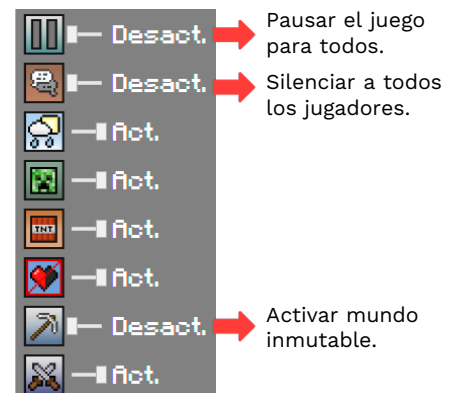 Desact.
Pausar el juego
para todos.
Desact.
Silenciar a todos
los jugadores.
Act.
Act.
TNT
Act.
Act.
Desact.
Activar mundo
inmutable.
Act.